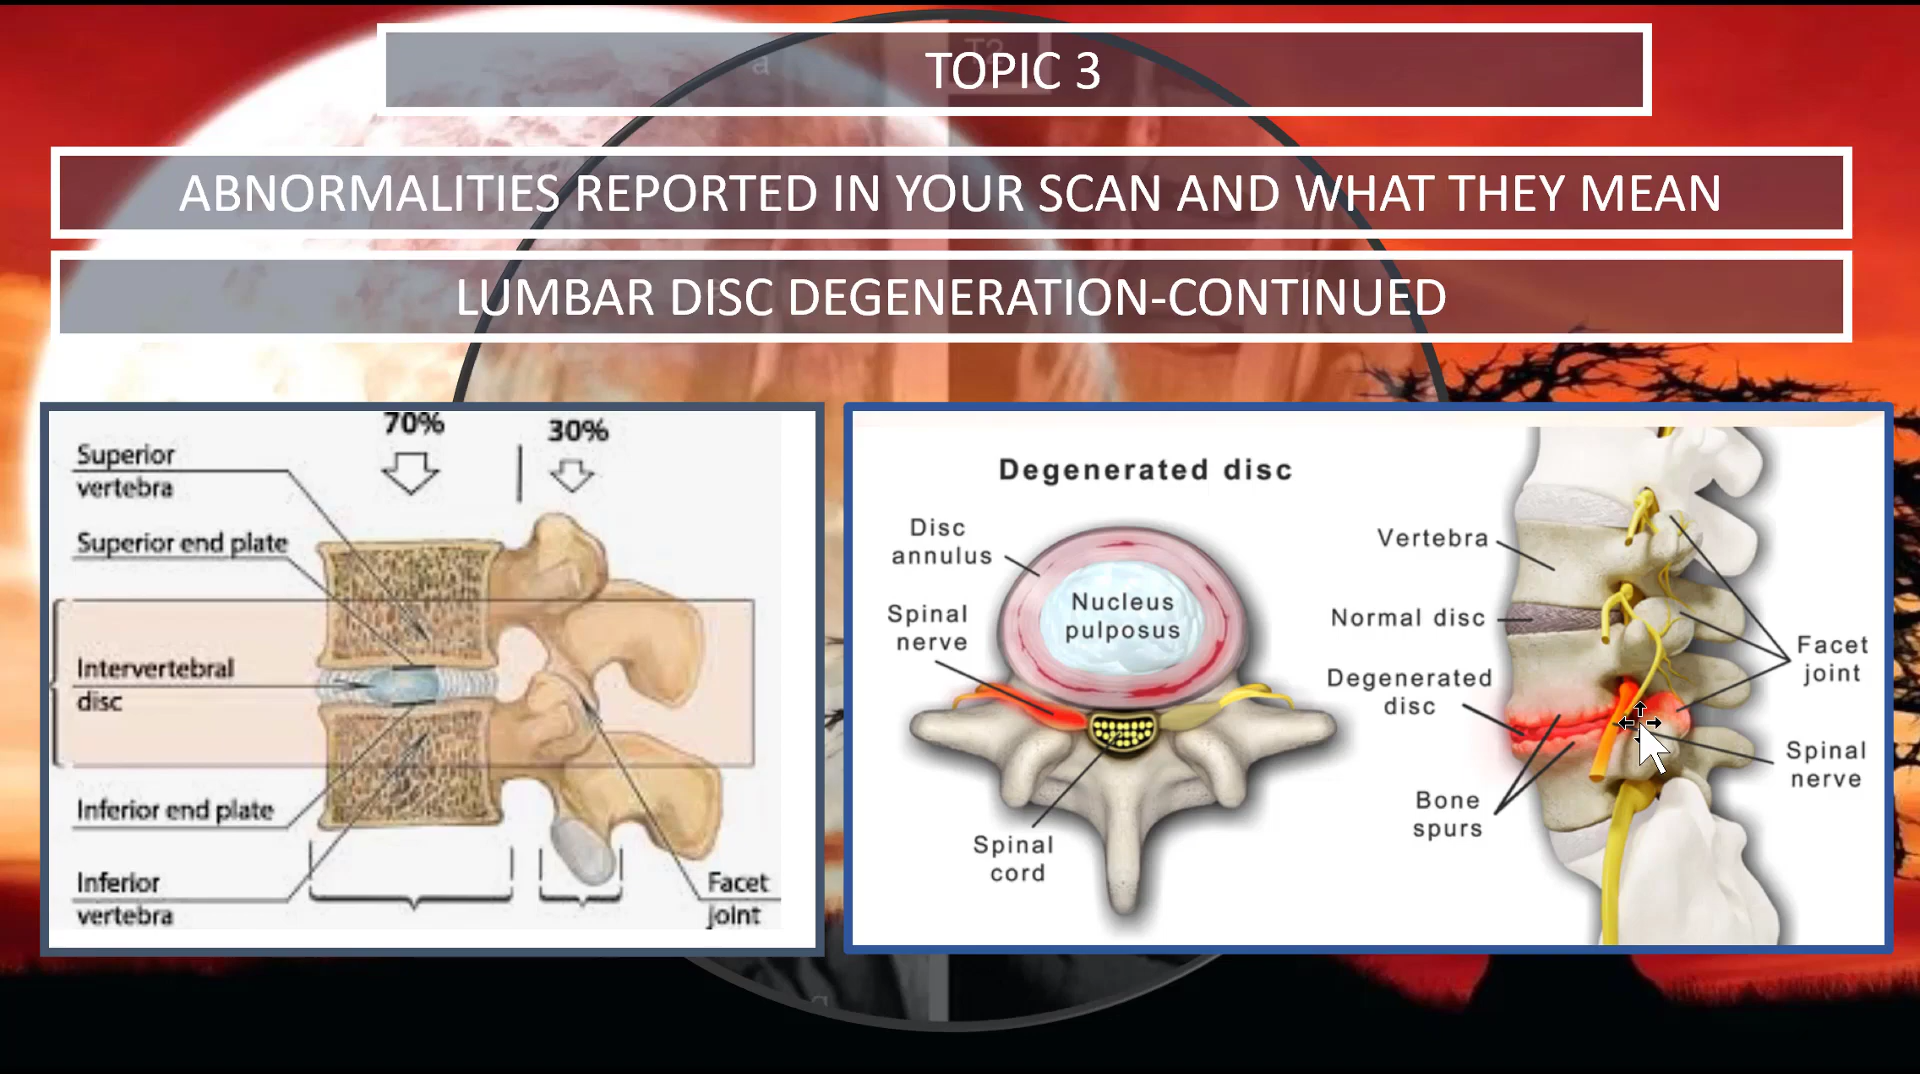 TOPIC 3
ABNORMALITIES REPORTED IN YOUR SCAN AND WHAT THEY MEAN
LUMBAR DISC DEGENERATION-CONTINUED
70%
30%
Superior
vertebra
Superior end plate
Intervertebral
disc
Inferior end plate
Inferior
vertebra
Facet
joint
Degenerated disc
Disc
annulus
Spinal
nerve
Nucleus
pulposus
Spinal
cord
Vertebra
Normal disc
Degenerated
disc
Bone
spurs
Facet
joint
Spinal
nerve
T2
a